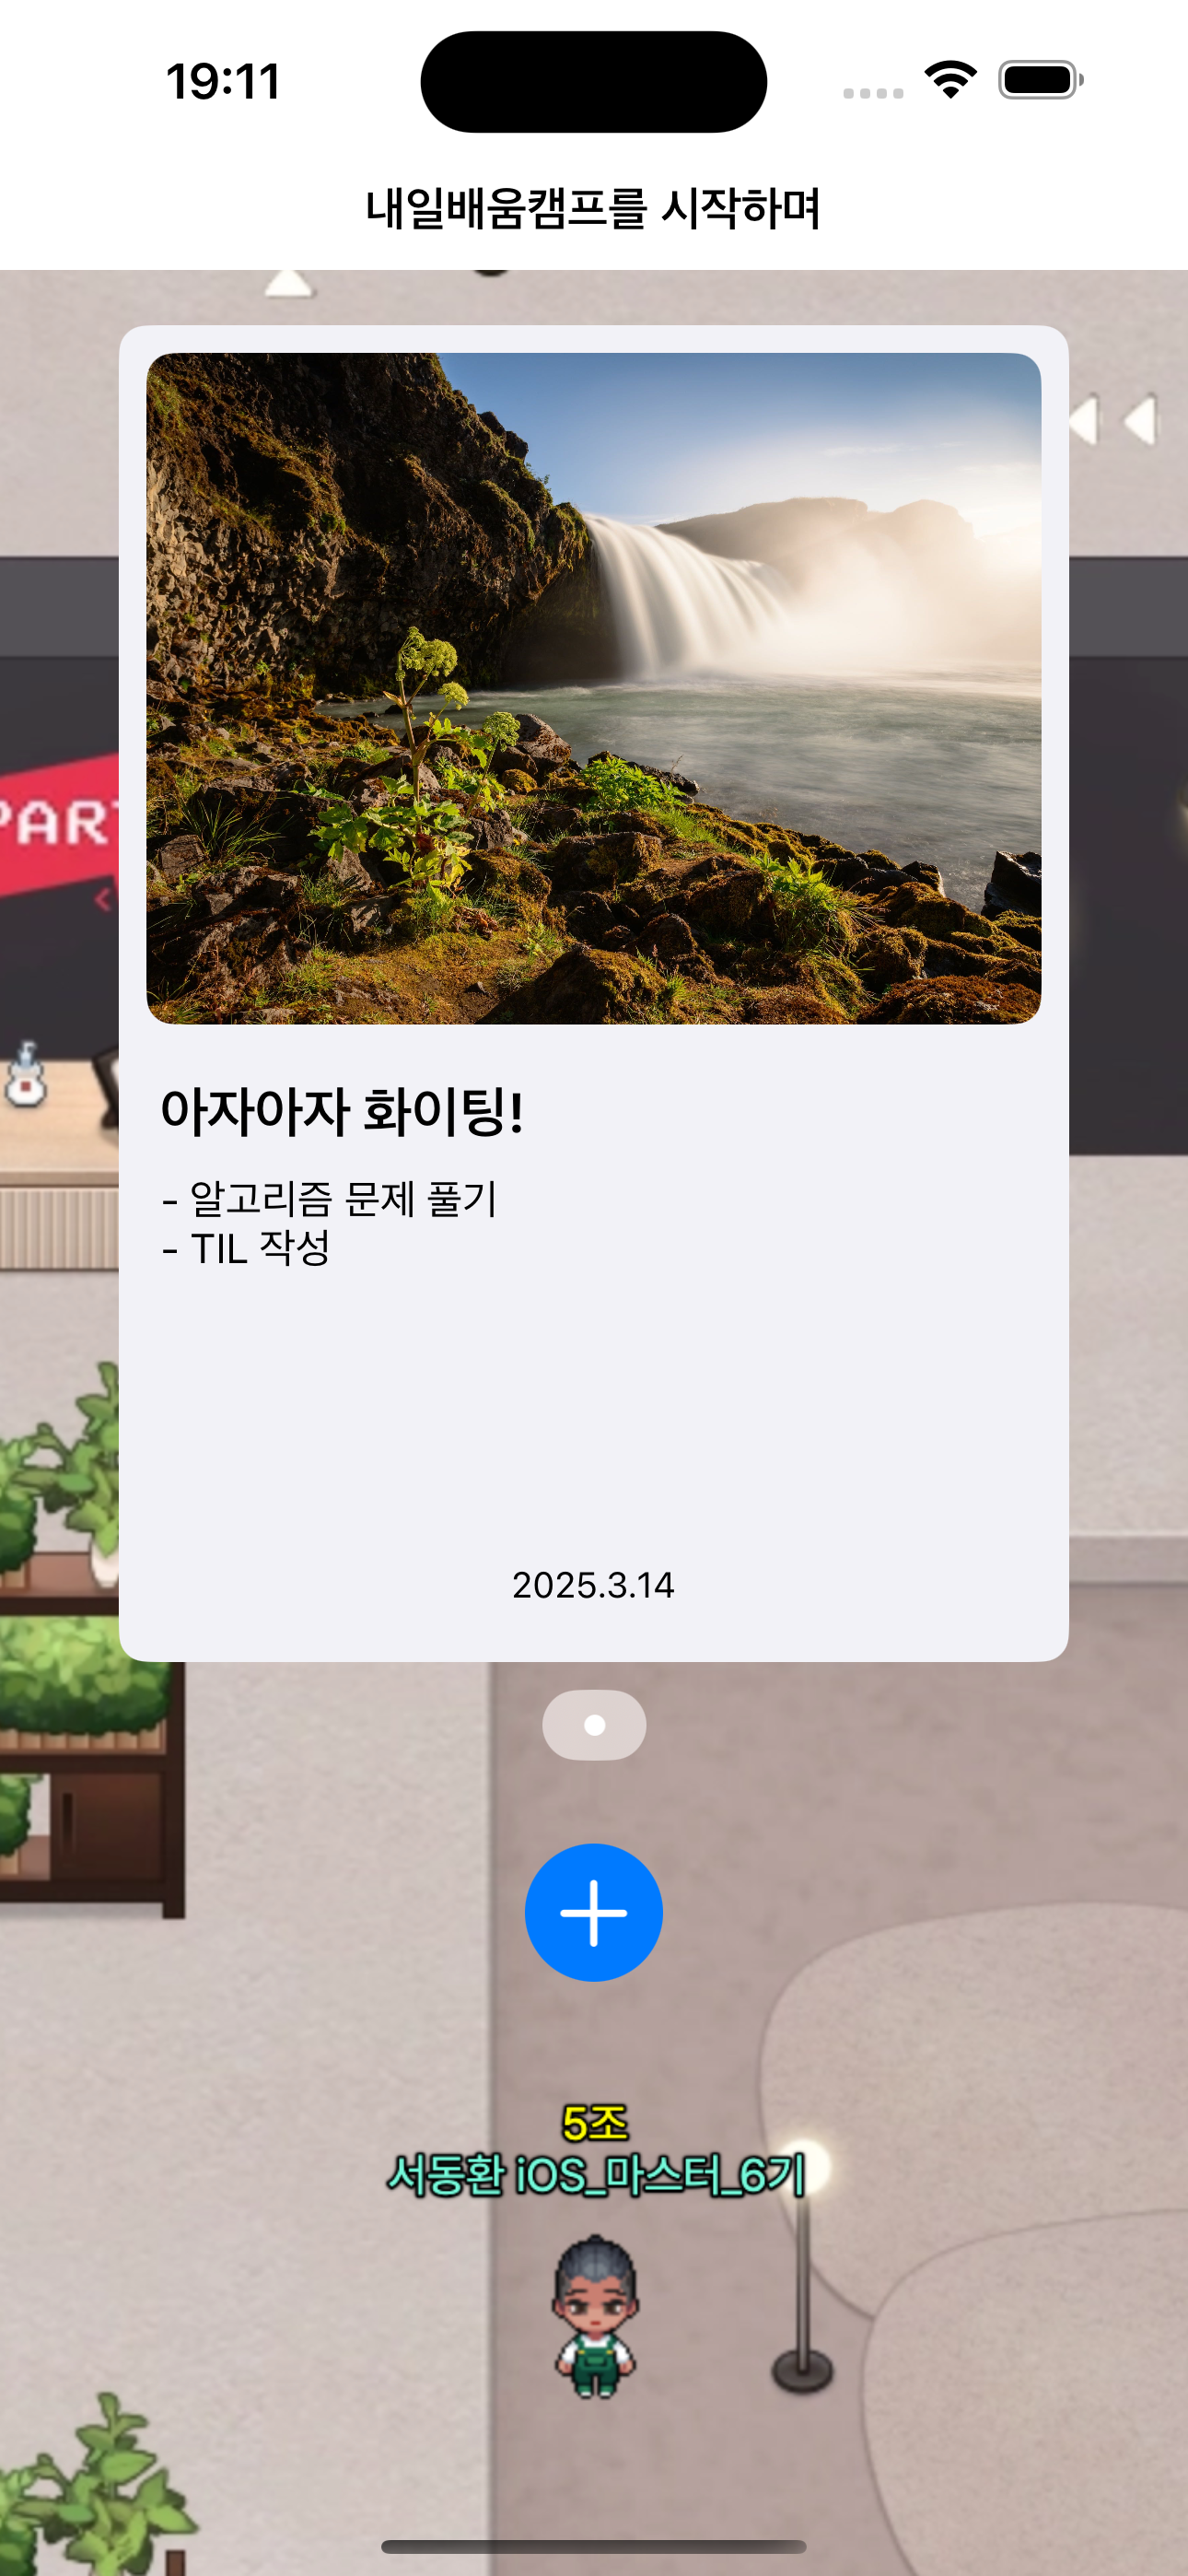 19:11
내일배움캠프를 시작하며
아자아자 화이팅!
- 알고리즘 문제 풀기
- TIL 작성
2025.3.14
5조
서동환 iOS_마스터_6기